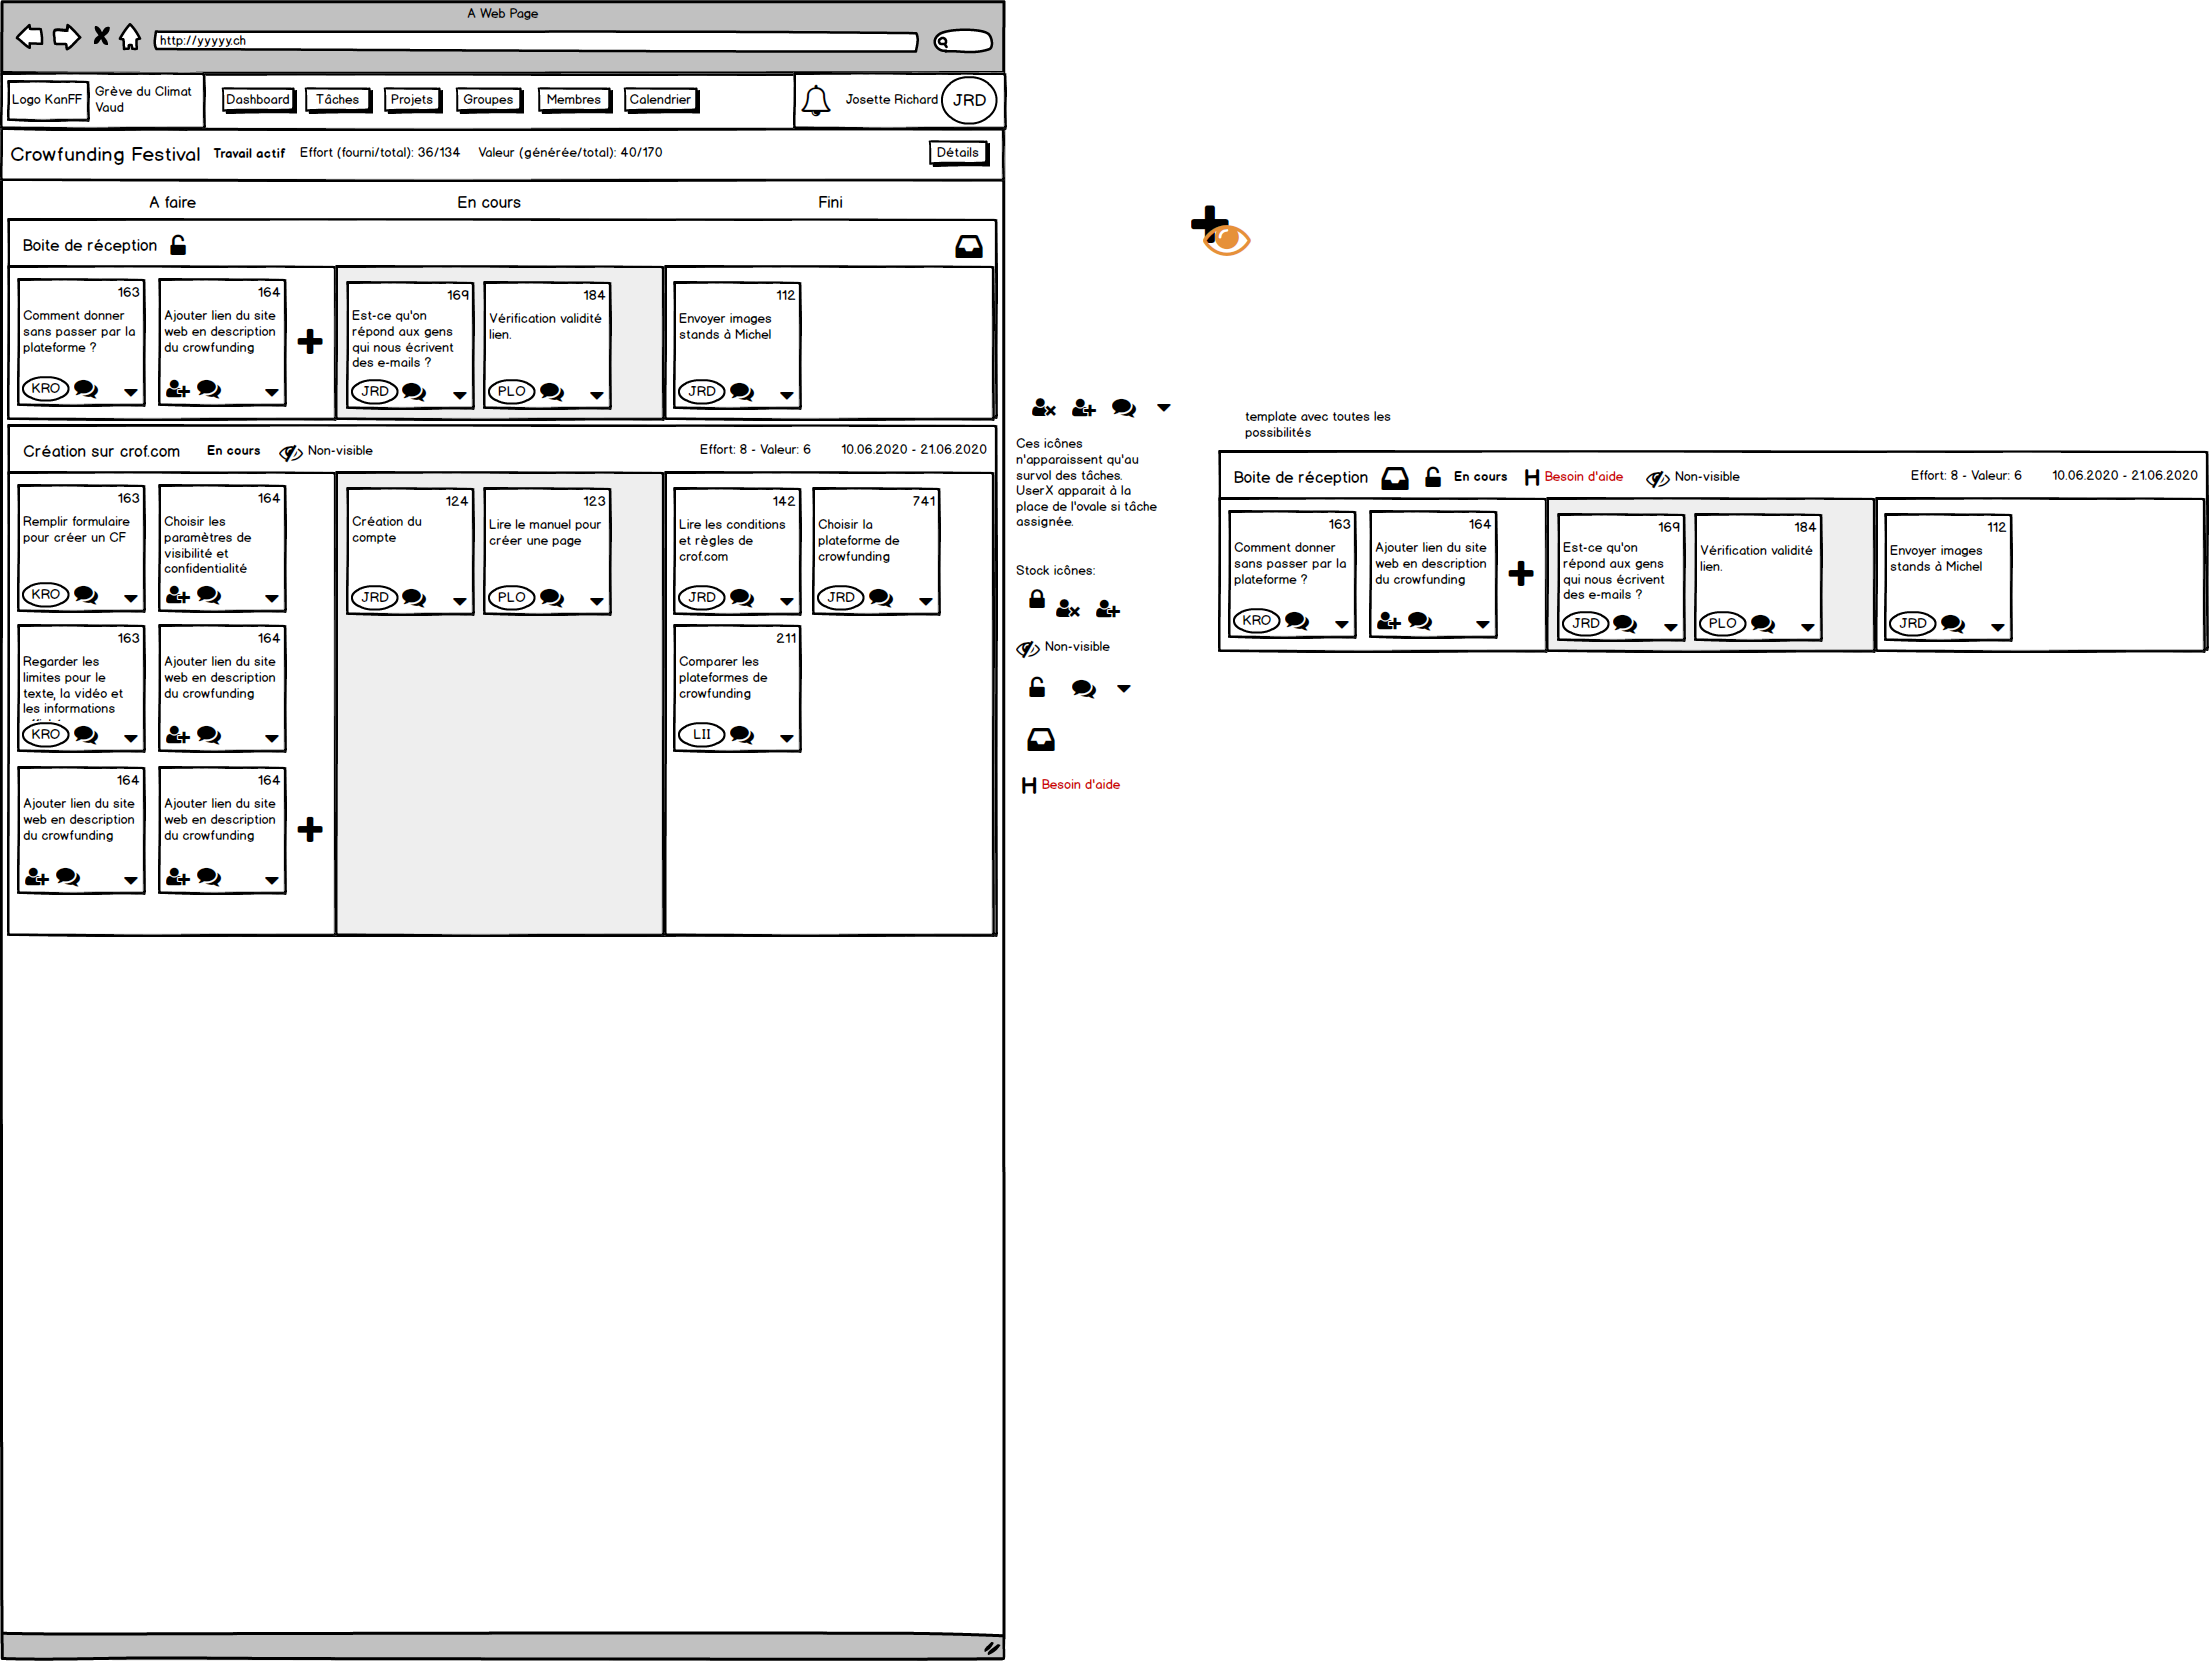 A Web Page
http://yyyyy.ch
Logo KanFF
Grève du Climat
Vaud
Dashboard
Tâches
Projets
Groupes
Membres
Calendrier
Josette Richard
JRD
Crowfunding Festival
Travail actif
Effort (fourni/total): 36/134
Valeur (générée/total): 40/170
Détails
A faire
En cours
Fini
Boite de réception
163
Comment donner
sans passer par la
plateforme ?
KRO
164
Ajouter lien du site
web en description
du crowfunding
169
Est-ce qu'on
répond aux gens
qui nous écrivent
des e-mails ?
JRD
184
Vérification validité
lien.
PLO
112
Envoyer images
stands à Michel
JRD
Création sur crof.com
En cours
Non-visible
Effort: 8 - Valeur: 6
10.06.2020 - 21.06.2020
163
Remplir formulaire
pour créer un CF
KRO
164
Choisir les
paramètres de
visibilité et
confidentialité
124
Création du
compte
JRD
123
Lire le manuel pour
créer une page
PLO
142
Lire les conditions
et règles de
crof.com
JRD
741
Choisir la
plateforme de
crowfunding
JRD
163
Regarder les
limites pour le
texte, la vidéo et
les informations
KRO
164
Ajouter lien du site
web en description
du crowfunding
211
Comparer les
plateformes de
crowfunding
LII
164
Ajouter lien du site
web en description
du crowfunding
164
Ajouter lien du site
web en description
du crowfunding
Ces icônes
n'apparaissent qu'au
survol des tâches.
UserX apparait à la
place de l'ovale si tâche
assignée.
Stock icônes:
Non-visible
H Besoin d'aide
template avec toutes les
possibilités
Boite de réception
En cours
H Besoin d'aide
Non-visible
Effort: 8 - Valeur: 6
10.06.2020 - 21.06.2020
163
Comment donner
sans passer par la
plateforme ?
KRO
164
Ajouter lien du site
web en description
du crowfunding
169
Est-ce qu'on
répond aux gens
qui nous écrivent
des e-mails ?
JRD
184
Vérification validité
lien.
PLO
112
Envoyer images
stands à Michel
JRD